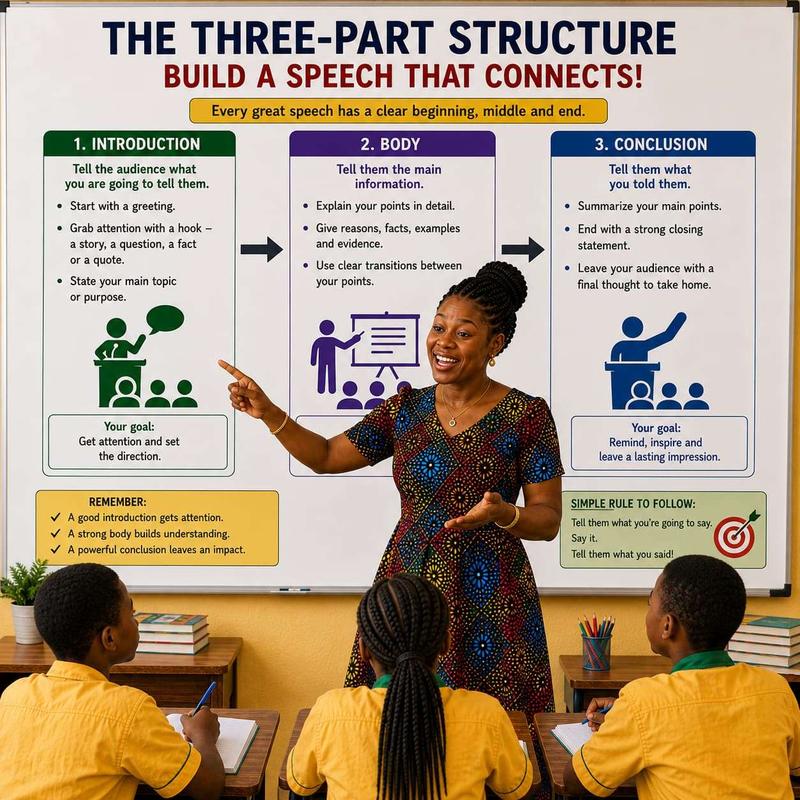 THE THREE-PART STRUCTURE
BUILD A SPEECH THAT CONNECTS!
Every great speech has a clear beginning, middle and end.
1. INTRODUCTION
Tell the audience what
you are going to tell them.
• Start with a greeting.
• Grab attention with a hook –
a story, a question, a fact
or a quote.
• State your main topic
or purpose.
Your goal:
Get attention and set
the direction.
2. BODY
Tell them the main
information.
• Explain your points in detail.
• Give reasons, facts, examples
and evidence.
• Use clear transitions between
your points.
3. CONCLUSION
Tell them what
you told them.
• Summarize your main points.
• End with a strong closing
statement.
• Leave your audience with a
final thought to take home.
Your goal:
Remind, inspire and
leave a lasting impression.
REMEMBER:
✓ A good introduction gets attention.
✓ A strong body builds understanding.
✓ A powerful conclusion leaves an impact.
SIMPLE RULE TO FOLLOW:
Tell them what you're going to say.
Say it.
Tell them what you said!